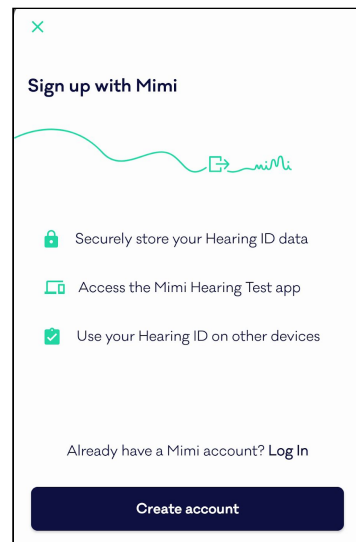 Sign up with Mimi
miMi
Securely store your Hearing ID data
Access the Mimi Hearing Test app
Use your Hearing ID on other devices
Already have a Mimi account? Log In
Create account